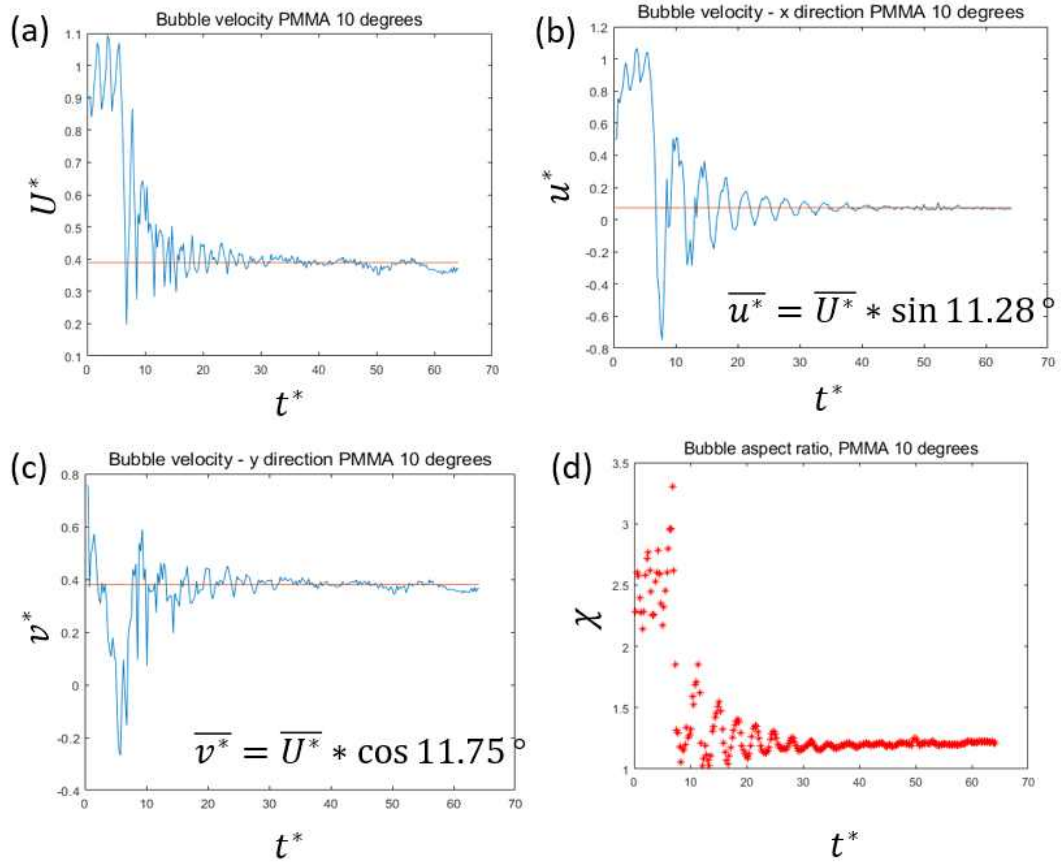 (a)
Bubble velocity PMMA 10 degrees
1.1
1
0.9
0.8
0.7
0.6
0.5
0.4
0.3
0.2
0.1
0 10 20 30 40 50 60 70
U*
t*
(b)
Bubble velocity - x direction PMMA 10 degrees
1.2
1
0.8
0.6
0.4
0.2
0
-0.2
-0.4
-0.6
-0.8
0 10 20 30 40 50 60 70
u*
u̅*̅ = U̅*̅ * sin 11.28°
t*
(c)
Bubble velocity - y direction PMMA 10 degrees
0.8
0.6
0.4
0.2
0
-0.2
-0.4
0 10 20 30 40 50 60 70
v*
v̅*̅ = U̅*̅ * cos 11.75°
t*
(d)
Bubble aspect ratio, PMMA 10 degrees
3.5
3
2.5
2
1.5
1
0 10 20 30 40 50 60 70
χ
t*